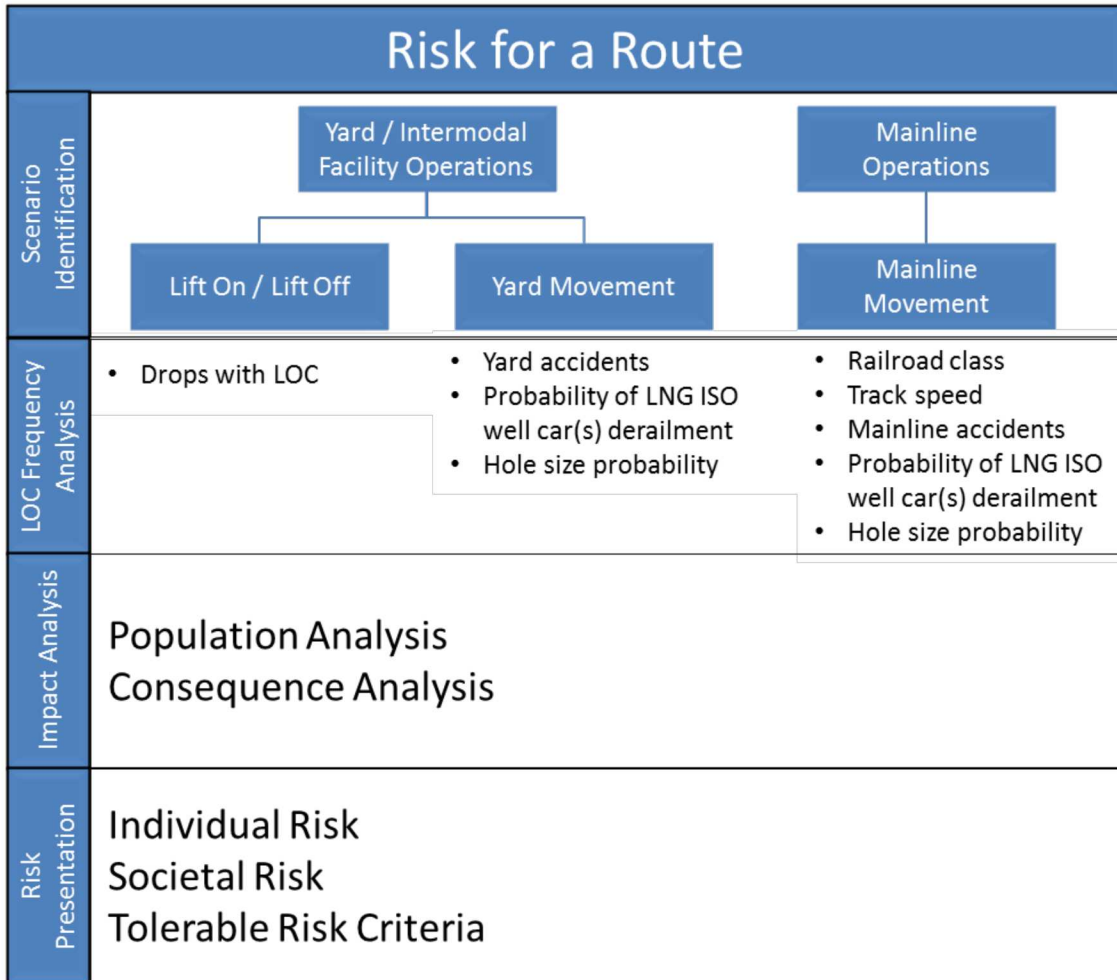 Risk for a Route
Scenario
Identification
Yard / Intermodal
Facility Operations
Mainline
Operations
Lift On / Lift Off
Yard Movement
Mainline
Movement
LOC Frequency
Analysis
• Drops with LOC
• Yard accidents
• Probability of LNG ISO
well car(s) derailment
• Hole size probability
• Railroad class
• Track speed
• Mainline accidents
• Probability of LNG ISO
well car(s) derailment
• Hole size probability
Impact Analysis
Population Analysis
Consequence Analysis
Risk
Presentation
Individual Risk
Societal Risk
Tolerable Risk Criteria